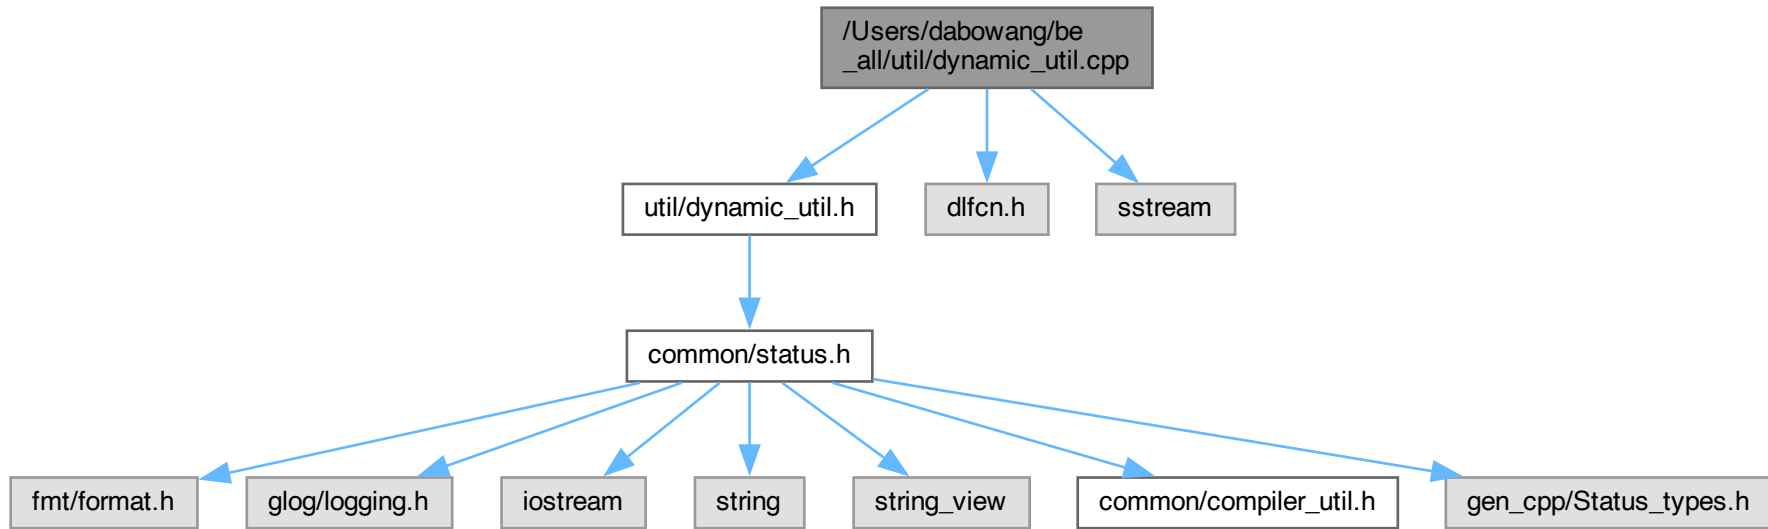 /Users/dabowang/be
_all/util/dynamic_util.cpp
util/dynamic_util.h
dlfcn.h
sstream
common/status.h
fmt/format.h
glog/logging.h
iostream
string
string_view
common/compiler_util.h
gen_cpp/Status_types.h